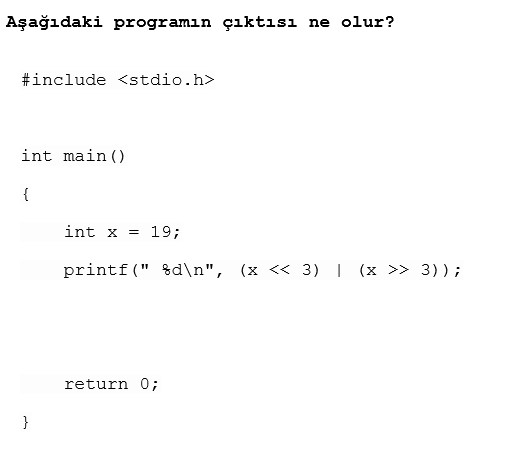 Aşağıdaki programın çıktısı ne olur?
#include <stdio.h>
int main()
{
int x = 19;
printf(" %d\n", (x << 3) | (x >> 3));
return 0;
}